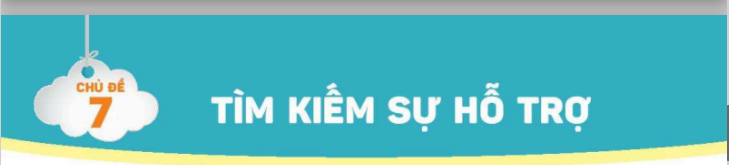 CHỦ ĐỀ
7
TÌM KIẾM SỰ HỖ TRỢ